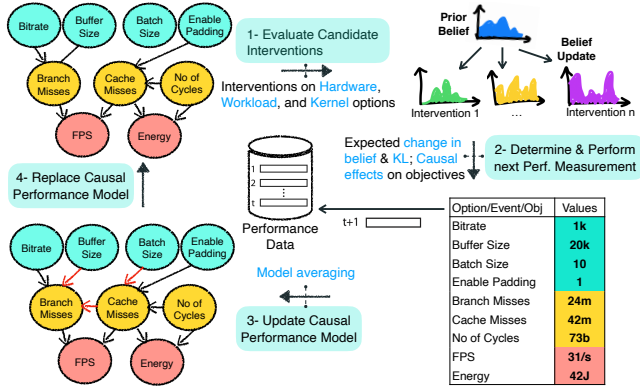 Bitrate
Buffer
Size
Batch
Size
Enable
Padding
Branch
Misses
Cache
Misses
No of
Cycles
FPS
Energy
1- Evaluate Candidate
Interventions
Interventions on Hardware,
Workload, and Kernel options
Prior
Belief
Belief
Update
Intervention 1
...
Intervention n
Expected change in
belief & KL; Causal
effects on objectives
2- Determine & Perform
next Perf. Measurement
4- Replace Causal
Performance Model
1
2
⋮
t
Performance
Data
t+1
Option/Event/Obj Values
Bitrate 1k
Buffer Size 20k
Batch Size 10
Enable Padding 1
Branch Misses 24m
Cache Misses 42m
No of Cycles 73b
FPS 31/s
Energy 42J
Model averaging
3- Update Causal
Performance Model
Bitrate
Buffer
Size
Batch
Size
Enable
Padding
Branch
Misses
Cache
Misses
No of
Cycles
FPS
Energy